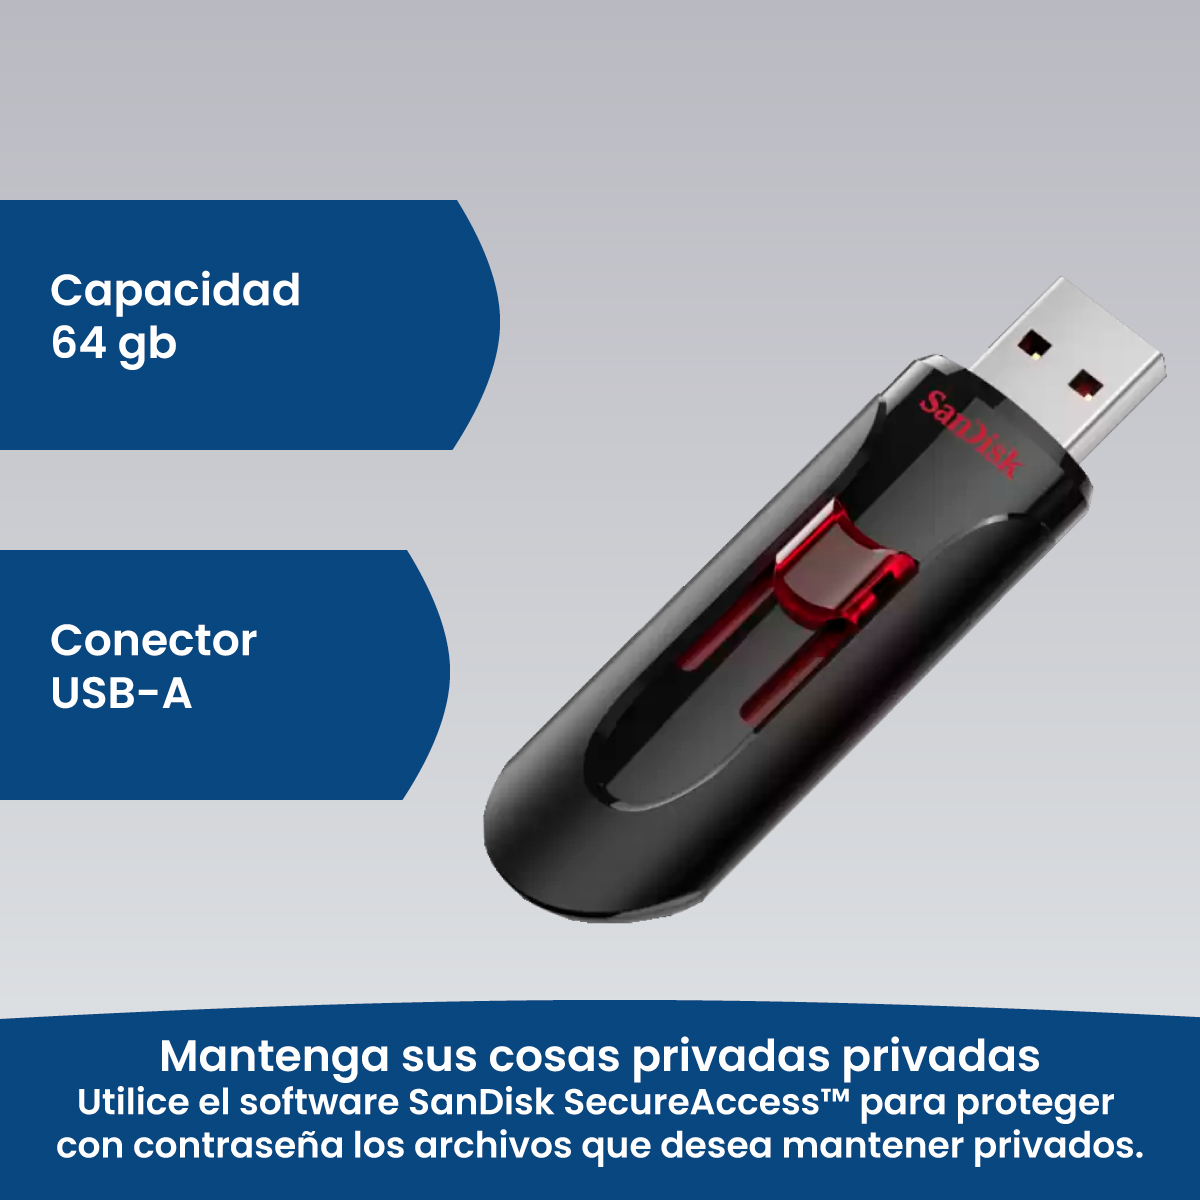 Capacidad
64 gb
SanDisk
Conector
USB-A
Mantenga sus cosas privadas privadas
Utilice el software SanDisk SecureAccess™ para proteger
con contraseña los archivos que desea mantener privados.